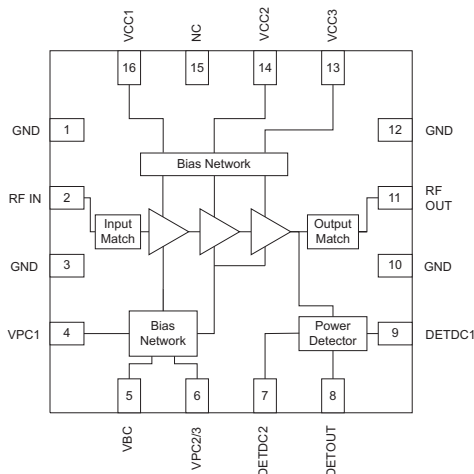 VCC1
NC
VCC2
VCC3
16
15
14
13
GND
1
12
GND
Bias Network
RF IN
2
11
RF
OUT
Input
Match
Output
Match
GND
3
10
GND
VPC1
4
Bias
Network
Power
Detector
9
DETDC1
5
6
7
8
VBC
VPC2/3
DETDC2
DETOUT